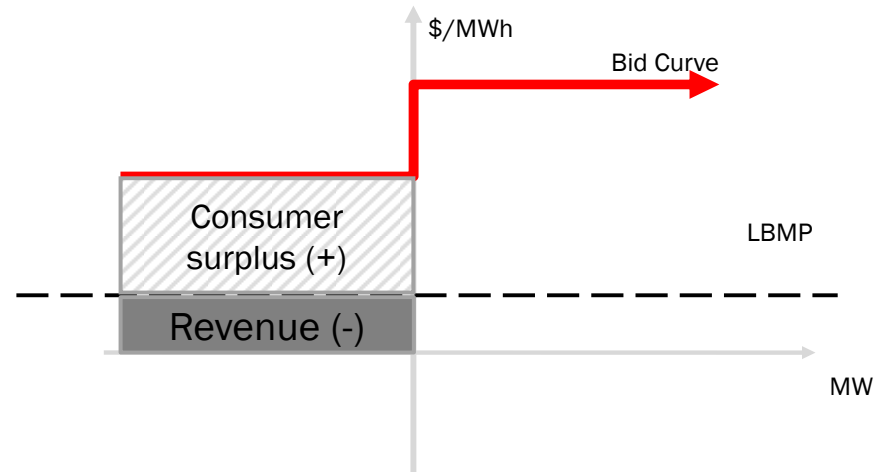 $/MWh
Bid Curve
Consumer
surplus (+)
LBMP
Revenue (-)
MW